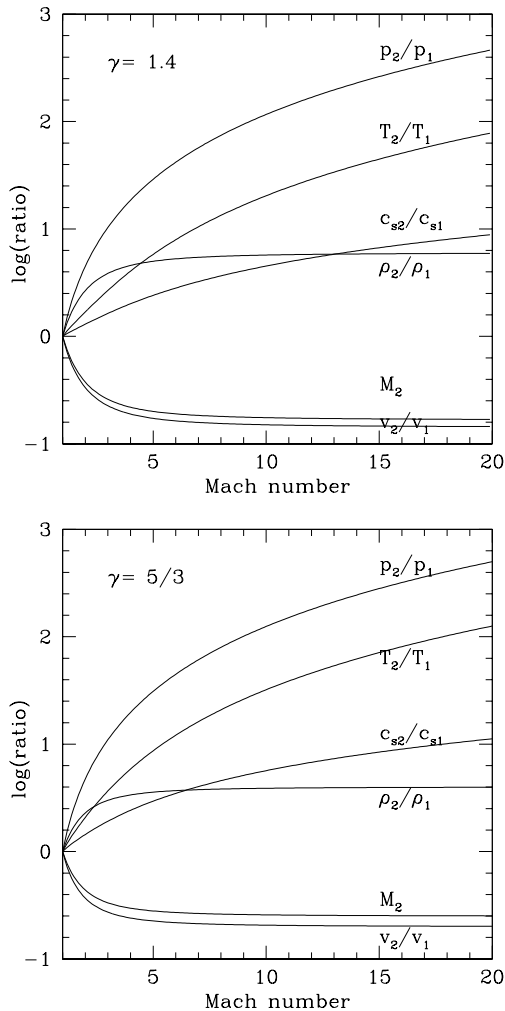 3
γ= 1.4
p₂/p₁
2
T₂/T₁
log(ratio)
1
cₛ₂/cₛ₁
ρ₂/ρ₁
0
M₂
v₂/v₁
−1
5 10 15 20
Mach number
3
γ= 5/3
p₂/p₁
2
T₂/T₁
log(ratio)
1
cₛ₂/cₛ₁
ρ₂/ρ₁
0
M₂
v₂/v₁
−1
5 10 15 20
Mach number